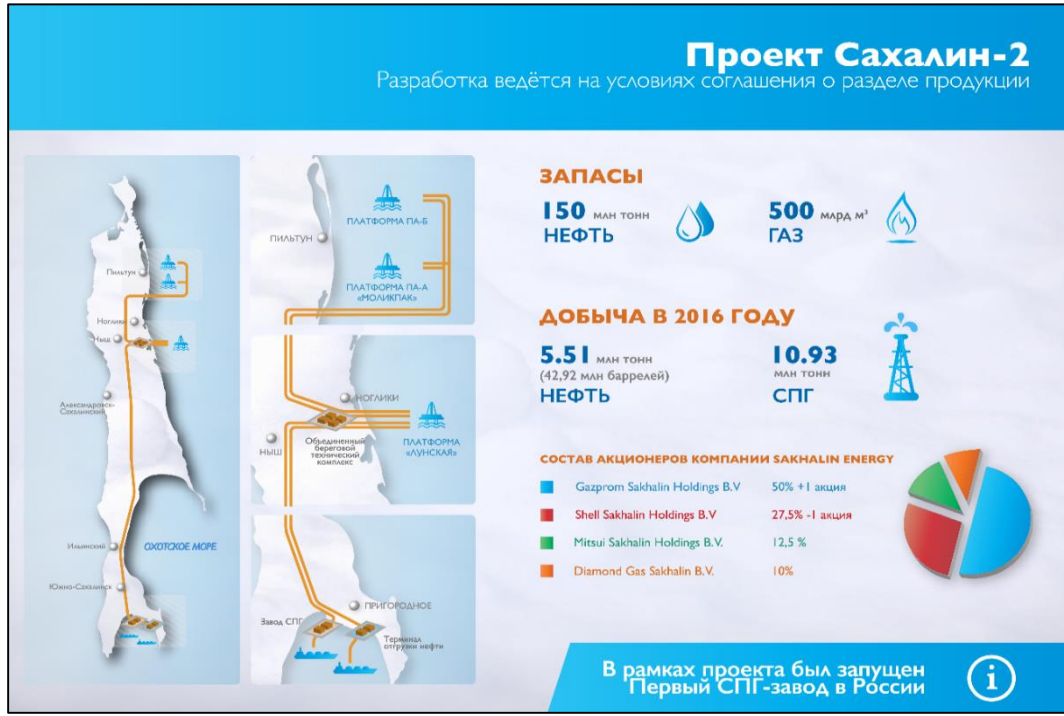 Проект Сахалин-2
Разработка ведётся на условиях соглашения о разделе продукции
Пильтун
Ноглики
Ныш
Александровск-
Сахалинский
Ильинский
ОХОТСКОЕ МОРЕ
Южно-Сахалинск
ПЛАТФОРМА ПА-Б
ПИЛЬТУН
ПЛАТФОРМА ПА-А
«МОЛИКПАК»
НОГЛИКИ
НЫШ
Объединенный
береговой
технический
комплекс
ПЛАТФОРМА
«ЛУНСКАЯ»
ПРИГОРОДНОЕ
Завод СПГ
Терминал
отгрузки нефти
ЗАПАСЫ
150 млн тонн
НЕФТЬ
500 млрд м³
ГАЗ
ДОБЫЧА В 2016 ГОДУ
5.51 млн тонн
(42,92 млн баррелей)
НЕФТЬ
10.93
млн тонн
СПГ
СОСТАВ АКЦИОНЕРОВ КОМПАНИИ SAKHALIN ENERGY
Gazprom Sakhalin Holdings B.V 50% +1 акция
Shell Sakhalin Holdings B.V 27,5% -1 акция
Mitsui Sakhalin Holdings B.V. 12,5 %
Diamond Gas Sakhalin B.V. 10%
В рамках проекта был запущен
Первый СПГ-завод в России
i